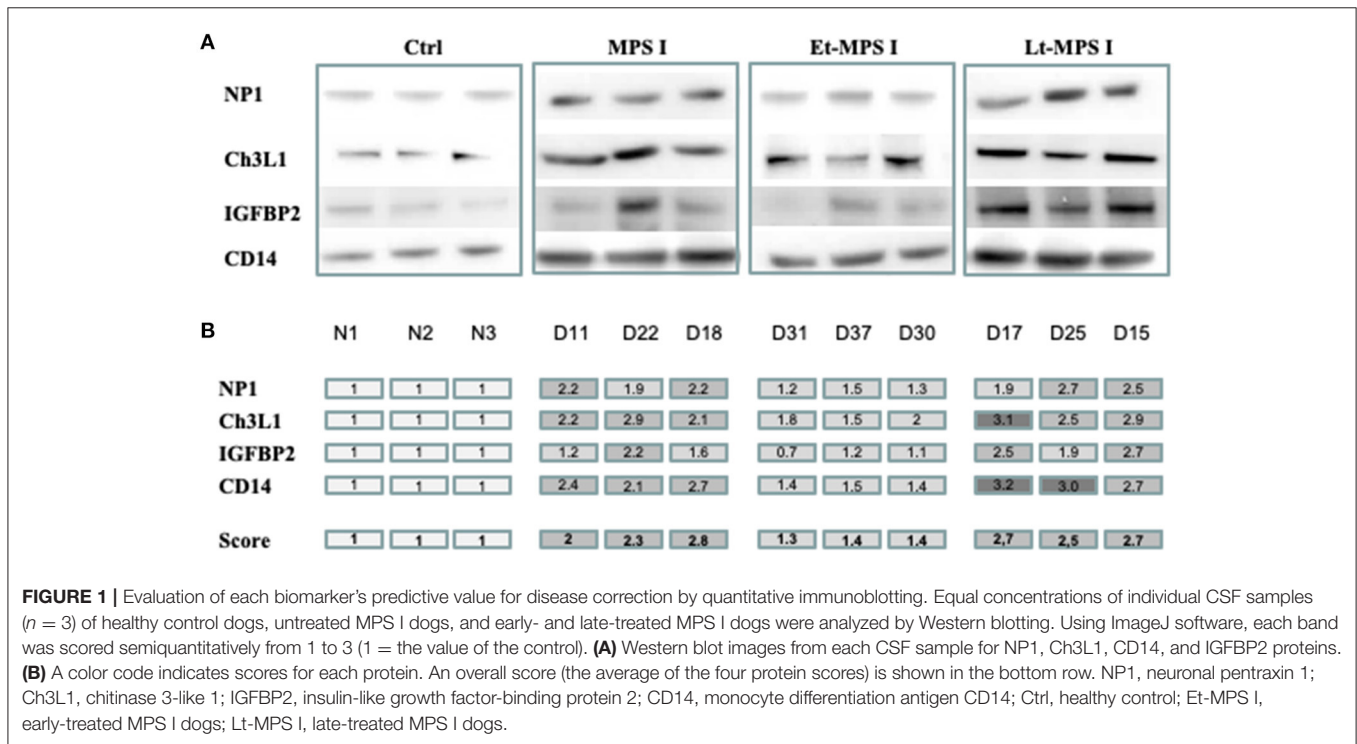 A
Ctrl MPS I Et-MPS I Lt-MPS I
NP1
Ch3L1
IGFBP2
CD14
B
N1 N2 N3 D11 D22 D18 D31 D37 D30 D17 D25 D15
NP1 1 1 1 2.2 1.9 2.2 1.2 1.5 1.3 1.9 2.7 2.5
Ch3L1 1 1 1 2.2 2.9 2.1 1.8 1.5 2 3.1 2.5 2.9
IGFBP2 1 1 1 1.2 2.2 1.6 0.7 1.2 1.1 2.5 1.9 2.7
CD14 1 1 1 2.4 2.1 2.7 1.4 1.5 1.4 3.2 3.0 2.7
Score 1 1 1 2 2.3 2.8 1.3 1.4 1.4 2,7 2,5 2.7
FIGURE 1 | Evaluation of each biomarker's predictive value for disease correction by quantitative immunoblotting. Equal concentrations of individual CSF samples
(n = 3) of healthy control dogs, untreated MPS I dogs, and early- and late-treated MPS I dogs were analyzed by Western blotting. Using ImageJ software, each band
was scored semiquantitatively from 1 to 3 (1 = the value of the control). (A) Western blot images from each CSF sample for NP1, Ch3L1, CD14, and IGFBP2 proteins.
(B) A color code indicates scores for each protein. An overall score (the average of the four protein scores) is shown in the bottom row. NP1, neuronal pentraxin 1;
Ch3L1, chitinase 3-like 1; IGFBP2, insulin-like growth factor-binding protein 2; CD14, monocyte differentiation antigen CD14; Ctrl, healthy control; Et-MPS I,
early-treated MPS I dogs; Lt-MPS I, late-treated MPS I dogs.